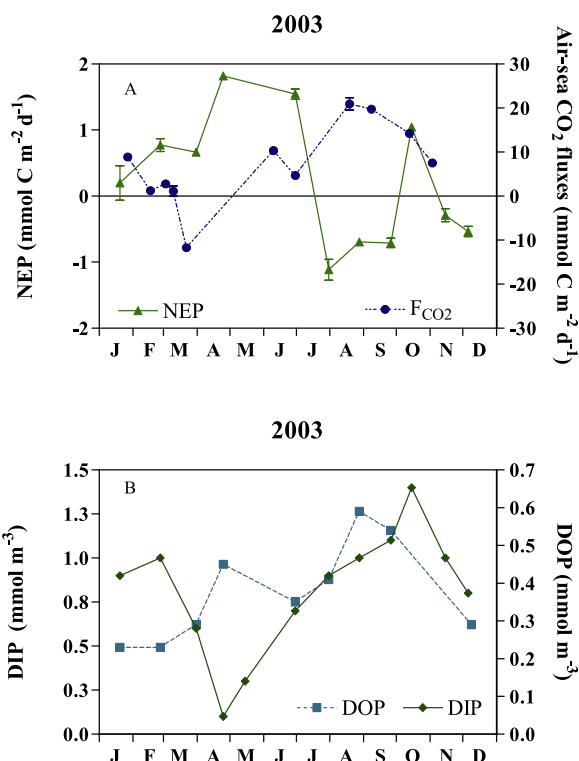 2003
A
NEP (mmol C m-2 d-1)
2
1
0
-1
-2
30
20
10
0
-10
-20
-30
Air-sea CO2 fluxes (mmol C m-2 d-1)
NEP
FCO2
J F M A M J J A S O N D
2003
B
DIP (mmol m-3)
1.5
1.3
1.0
0.8
0.5
0.3
0.0
0.7
0.6
0.5
0.4
0.3
0.2
0.1
0.0
DOP (mmol m-3)
DOP
DIP
J F M A M J J A S O N D